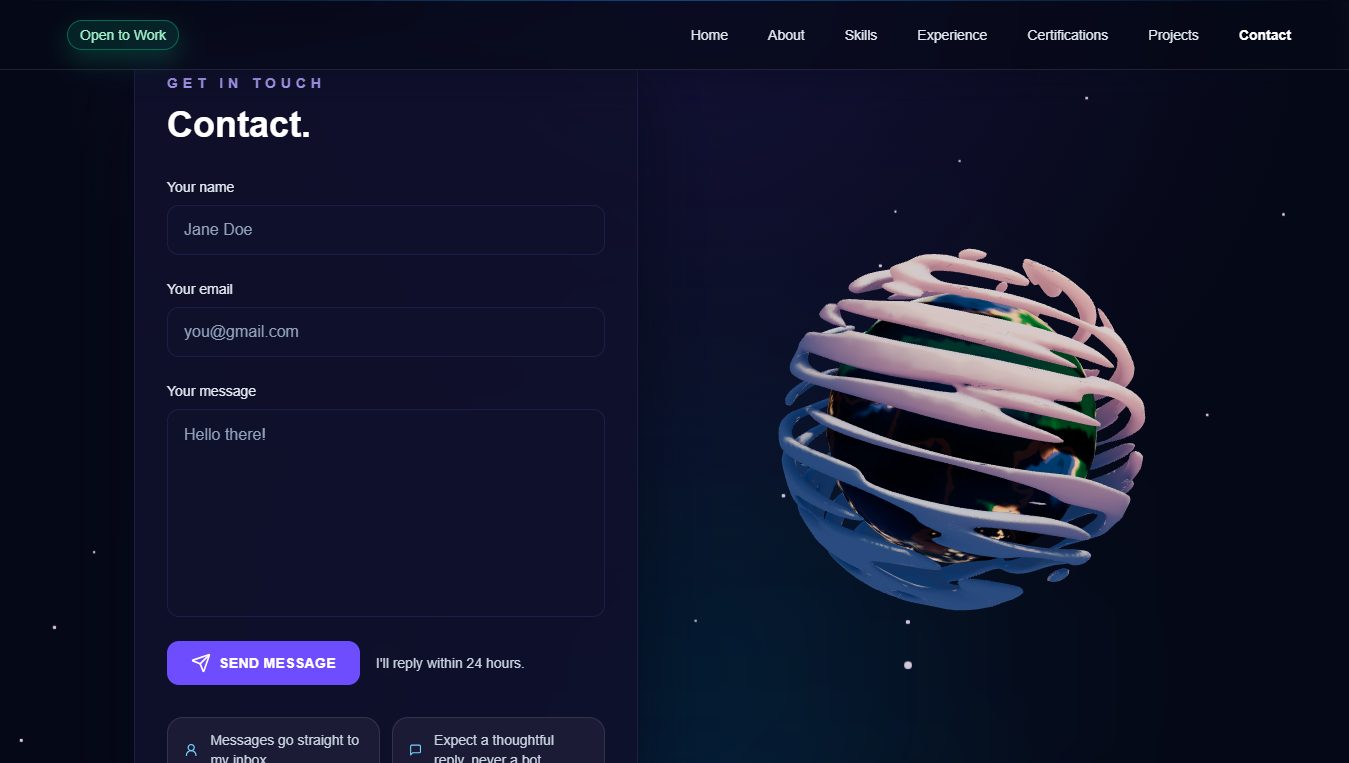 Open to Work
Home About Skills Experience Certifications Projects Contact
GET IN TOUCH
Contact.
Your name
Jane Doe
Your email
you@gmail.com
Your message
Hello there!
SEND MESSAGE
I'll reply within 24 hours.
Messages go straight to
my inbox
Expect a thoughtful
reply, never a bot